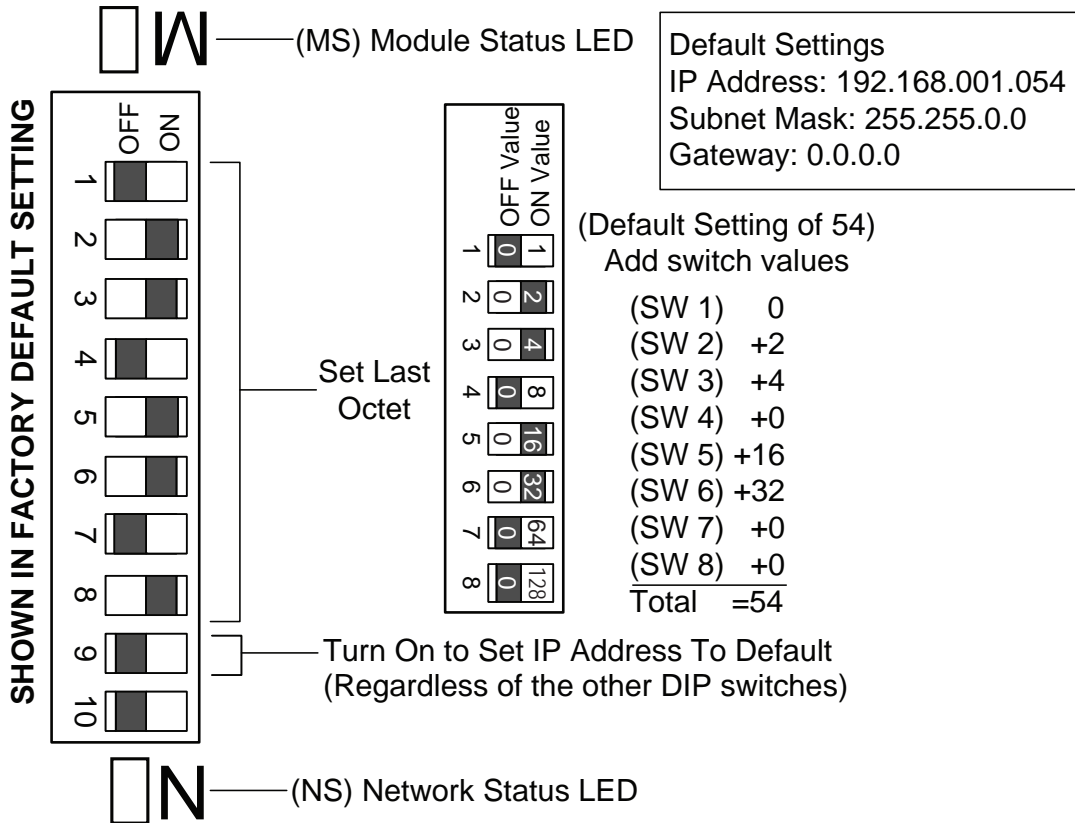 M (MS) Module Status LED
Default Settings
IP Address: 192.168.001.054
Subnet Mask: 255.255.0.0
Gateway: 0.0.0.0
SHOWN IN FACTORY DEFAULT SETTING
OFF
ON
1
2
3
4
5
6
7
8
9
10
Set Last
Octet
OFF Value
ON Value
1 0 1
2 0 2
3 0 4
4 0 8
5 0 16
6 0 32
7 0 64
8 0 128
(Default Setting of 54)
Add switch values
(SW 1) 0
(SW 2) +2
(SW 3) +4
(SW 4) +0
(SW 5) +16
(SW 6) +32
(SW 7) +0
(SW 8) +0
Total =54
Turn On to Set IP Address To Default
(Regardless of the other DIP switches)
N (NS) Network Status LED